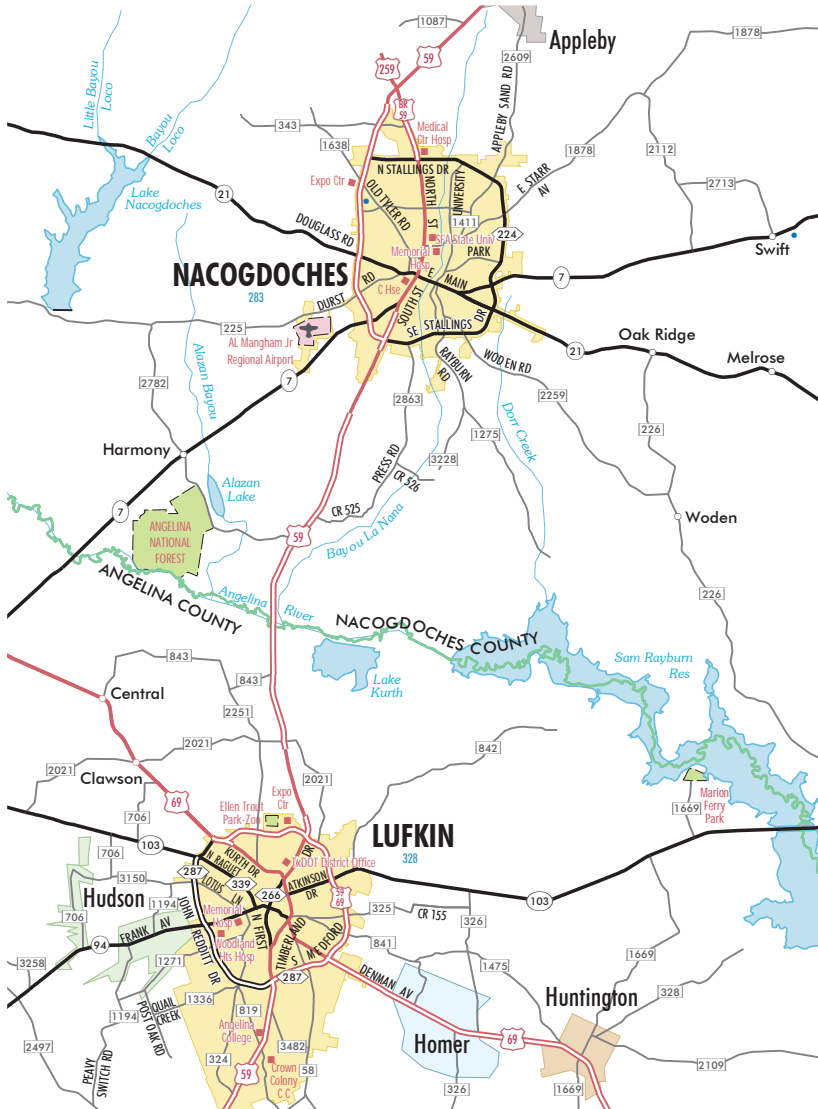 1087
Appleby
1878
59
2609
259
Little Bayou
Loco
BR
59
APPLEBY SAND RD
Bayou
Loco
343
1638
Medical
Ctr Hosp
1878
2112
N STALLINGS DR
Expo Ctr
E STARR
AV
2713
Lake
Nacogdoches
21
OLD TYLER RD
NORTH ST
UNIVERSITY
1411
DOUGLASS RD
SFA State Univ
224
Swift
Memorial
Hosp
PARK
NACOGDOCHES
283
RD
E
MAIN
7
C Hse
DURST
SOUTH ST
SE
STALLINGS
DR
225
AL Mangham Jr
Regional Airport
Oak Ridge
21
Melrose
Alazan Bayou
RAYBURN
RD
WODEN RD
7
2782
2863
2259
Dorr Creek
226
1275
Harmony
PRESS RD
3228
CR 526
Alazan
Lake
7
CR 525
Woden
ANGELINA
NATIONAL
FOREST
59
Bayou La Nana
ANGELINA COUNTY
Angelina
River
226
NACOGDOCHES COUNTY
843
Sam Rayburn
Res
843
Lake
Kurth
Central
2251
2021
842
2021
Clawson
2021
69
Expo
Ctr
Ellen Trout
Park-Zoo
Marion
Ferry
Park
1669
706
LUFKIN
328
103
706
KURTH DR
DR
N RAGUET
TxDOT District Office
287
3150
LOTUS LN
339
266
ATKINSON
DR
Hudson
59
69
103
1194
JOHN REDDITT DR
Memorial
Hosp
325
CR 155
706
326
N FIRST
TIMBERLAND
94
FRANK AV
Woodland
Hts Hosp
S
MEDFORD
841
1669
3258
1271
287
DENMAN AV
1475
328
1336
QUAIL
CREEK
Huntington
1194
POST OAK RD
819
Angelina
College
Homer
69
2497
3482
PEAVY
SWITCH RD
324
59
Crown
Colony
C C
58
2109
326
1669